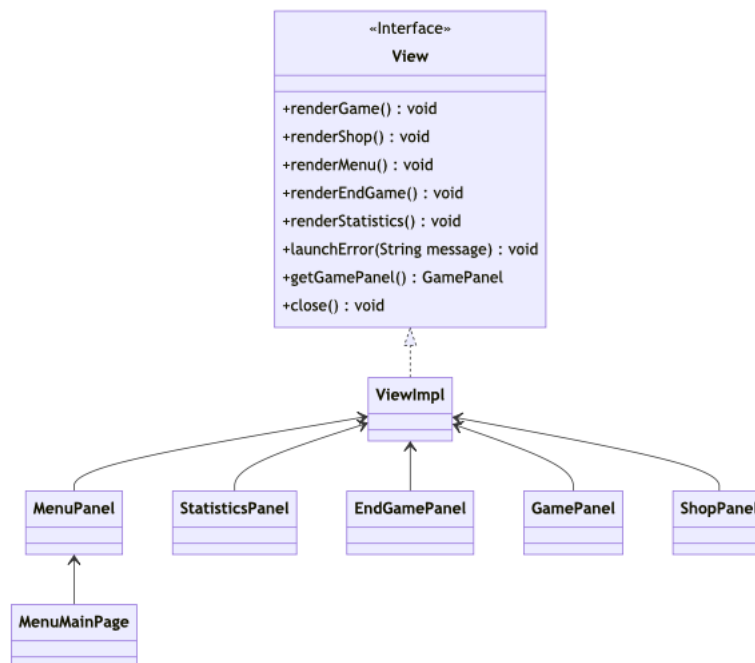 «Interface»
View
+renderGame() : void
+renderShop() : void
+renderMenu() : void
+renderEndGame() : void
+renderStatistics() : void
+launchError(String message) : void
+getGamePanel() : GamePanel
+close() : void
ViewImpl
MenuPanel
StatisticsPanel
EndGamePanel
GamePanel
ShopPanel
MenuMainPage